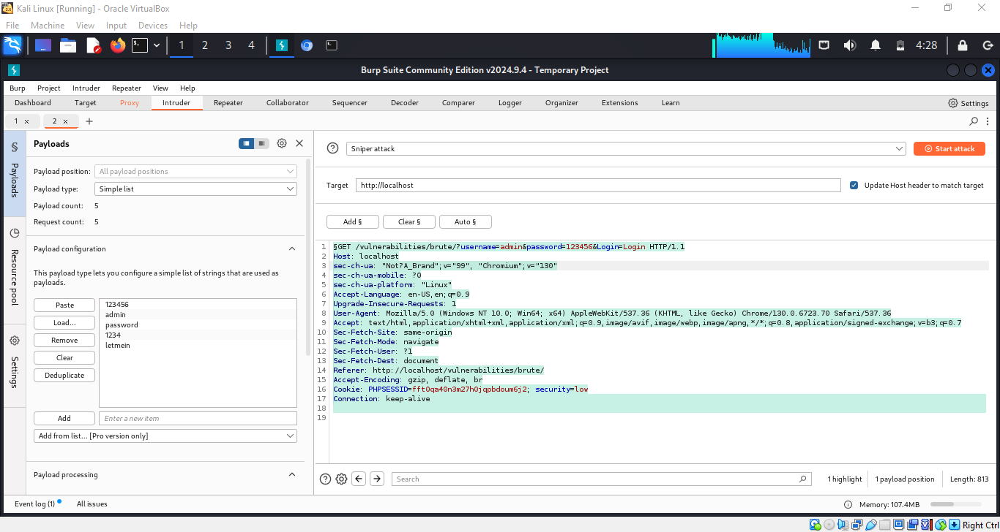 Kali Linux [Running] - Oracle VirtualBox
File Machine View Input Devices Help
1 2 3 4 4:28
Burp Suite Community Edition v2024.9.4 - Temporary Project
Burp Project Intruder Repeater View Help
Dashboard Target Proxy Intruder Repeater Collaborator Sequencer Decoder Comparer Logger Organizer Extensions Learn Settings
1 × 2 × +
§ Payloads
Resource pool
Settings
Payloads
Payload position: All payload positions
Payload type: Simple list
Payload count: 5
Request count: 5
Payload configuration
This payload type lets you configure a simple list of strings that are used as
payloads.
Paste
Load...
Remove
Clear
Deduplicate
123456
admin
password
1234
letmein
Add Enter a new item
Add from list... [Pro version only]
Payload processing
Sniper attack Start attack
Target http://localhost Update Host header to match target
Add § Clear § Auto §
1 §GET /vulnerabilities/brute/?username=admin&password=123456&Login=Login HTTP/1.1
2 Host: localhost
3 sec-ch-ua: "Not?A_Brand";v="99", "Chromium";v="130"
4 sec-ch-ua-mobile: ?0
5 sec-ch-ua-platform: "Linux"
6 Accept-Language: en-US,en;q=0.9
7 Upgrade-Insecure-Requests: 1
8 User-Agent: Mozilla/5.0 (Windows NT 10.0; Win64; x64) AppleWebKit/537.36 (KHTML, like Gecko) Chrome/130.0.6723.70 Safari/537.36
9 Accept: text/html,application/xhtml+xml,application/xml;q=0.9,image/avif,image/webp,image/apng,*/*;q=0.8,application/signed-exchange;v=b3;q=0.7
10 Sec-Fetch-Site: same-origin
11 Sec-Fetch-Mode: navigate
12 Sec-Fetch-User: ?1
13 Sec-Fetch-Dest: document
14 Referer: http://localhost/vulnerabilities/brute/
15 Accept-Encoding: gzip, deflate, br
16 Cookie: PHPSESSID=fft0qa40n3m27h0jqpbdoum6j2; security=low
17 Connection: keep-alive
18
19
Search 1 highlight 1 payload position Length: 813
Event log (1) All issues Memory: 107.4MB
Right Ctrl